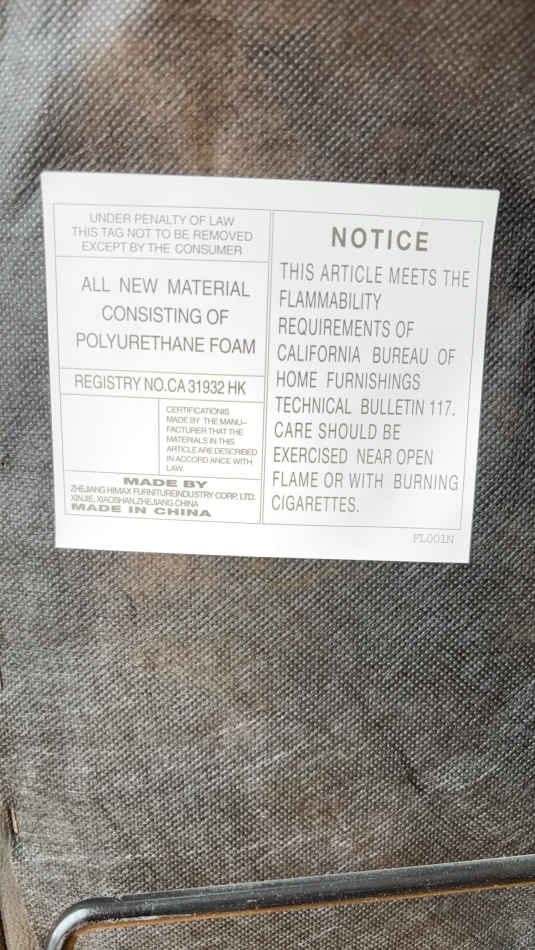 UNDER PENALTY OF LAW
THIS TAG NOT TO BE REMOVED
EXCEPT BY THE CONSUMER
ALL NEW MATERIAL
CONSISTING OF
POLYURETHANE FOAM
REGISTRY NO.CA 31932 HK
CERTIFICATIONIS
MADE BY THE MANU-
FACTURER THAT THE
MATERIALS IN THIS
ARTICLE ARE DESCRIBED
IN ACCORD ANCE WITH
LAW.
MADE BY
ZHEJIANG HIMAX FURNITUREINDUSTRY CORP. LTD.
XINJIE, XIAOSHAN, ZHEJIANG, CHINA
MADE IN CHINA
NOTICE
THIS ARTICLE MEETS THE
FLAMMABILITY
REQUIREMENTS OF
CALIFORNIA BUREAU OF
HOME FURNISHINGS
TECHNICAL BULLETIN 117.
CARE SHOULD BE
EXERCISED NEAR OPEN
FLAME OR WITH BURNING
CIGARETTES.
FL001N